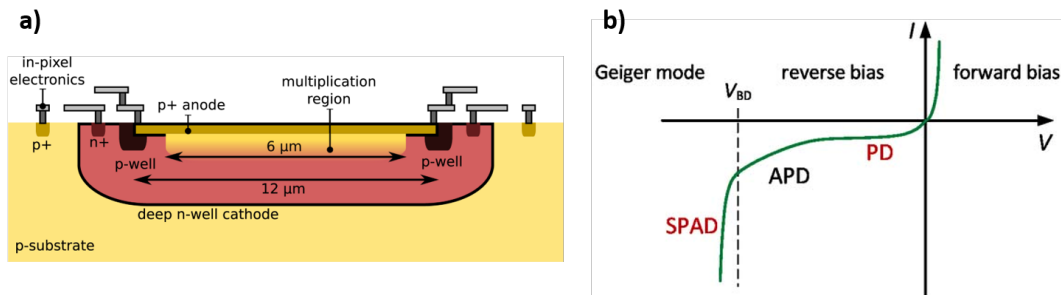 a)
in-pixel
electronics
p+ anode
multiplication
region
p+
n+
p-well
6 μm
p-well
12 μm
deep n-well cathode
p-substrate
b)
I
Geiger mode
reverse bias
forward bias
VBD
V
PD
APD
SPAD